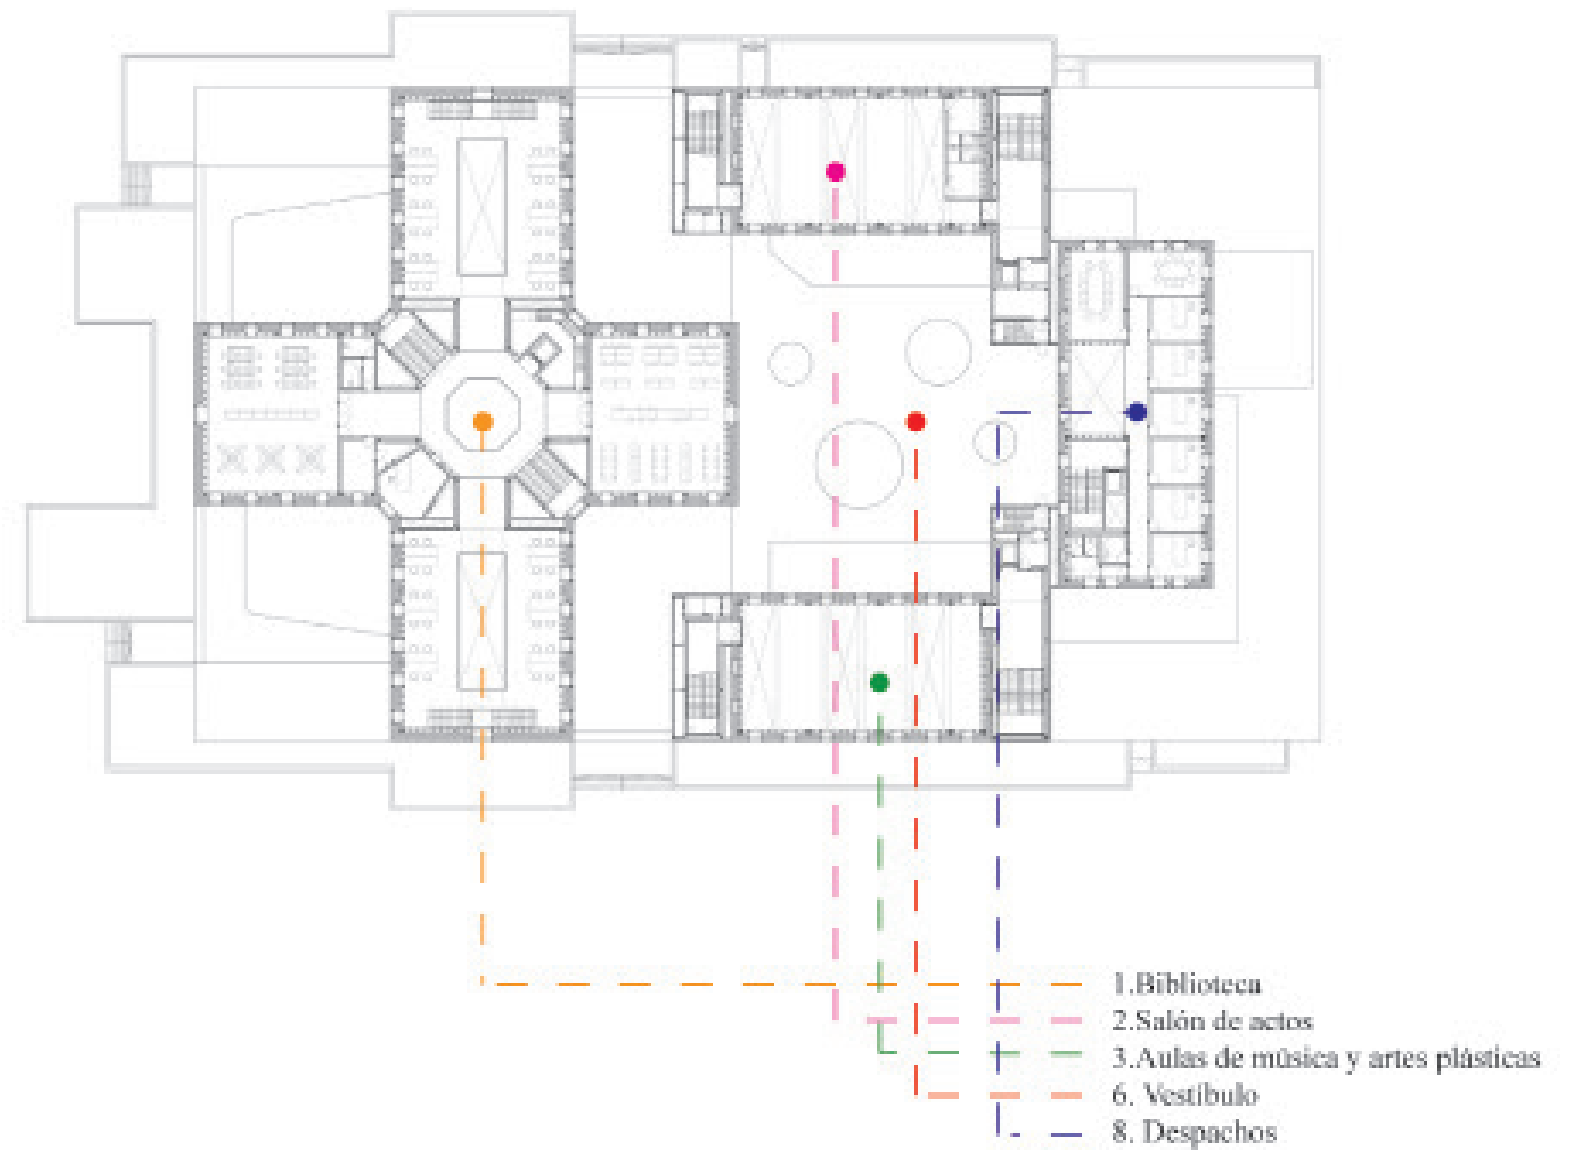 1.Biblioteca
2.Salón de actos
3.Aulas de música y artes plásticas
6. Vestíbulo
8. Despachos